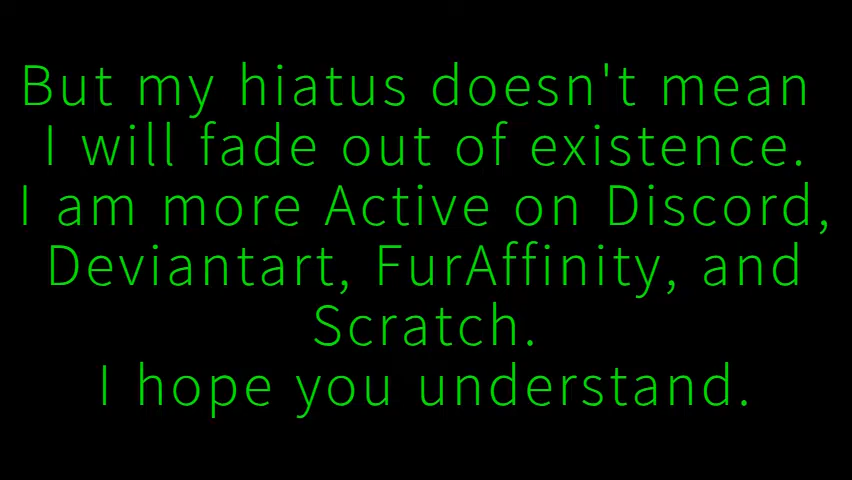 But my hiatus doesn't mean
I will fade out of existence.
I am more Active on Discord,
Deviantart, FurAffinity, and
Scratch.
I hope you understand.